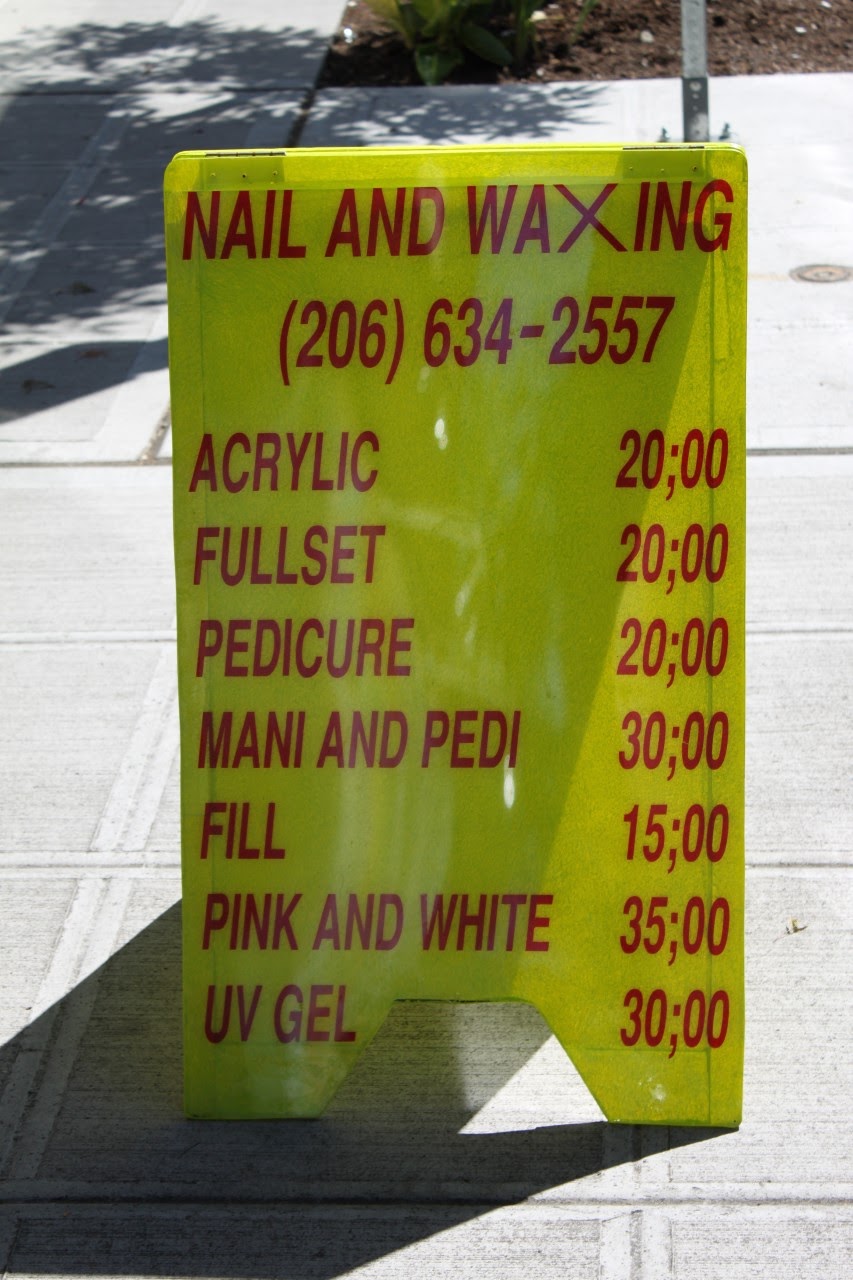 NAIL AND WAXING
(206) 634-2557
ACRYLIC 20;00
FULLSET 20;00
PEDICURE 20;00
MANI AND PEDI 30;00
FILL 15;00
PINK AND WHITE 35;00
UV GEL 30;00